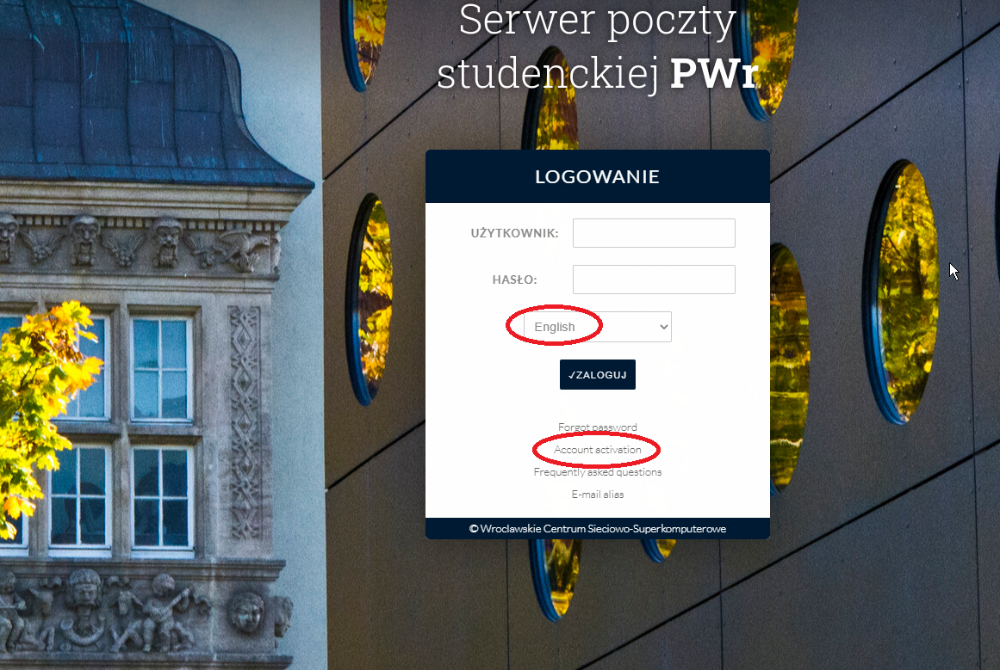 Serwer poczty
studenckiej PWr
LOGOWANIE
UŻYTKOWNIK:
HASŁO:
English
✓ZALOGUJ
Forgot password
Account activation
Frequently asked questions
E-mail alias
© Wroclawskie Centrum Sieciowo-Superkomputerowe